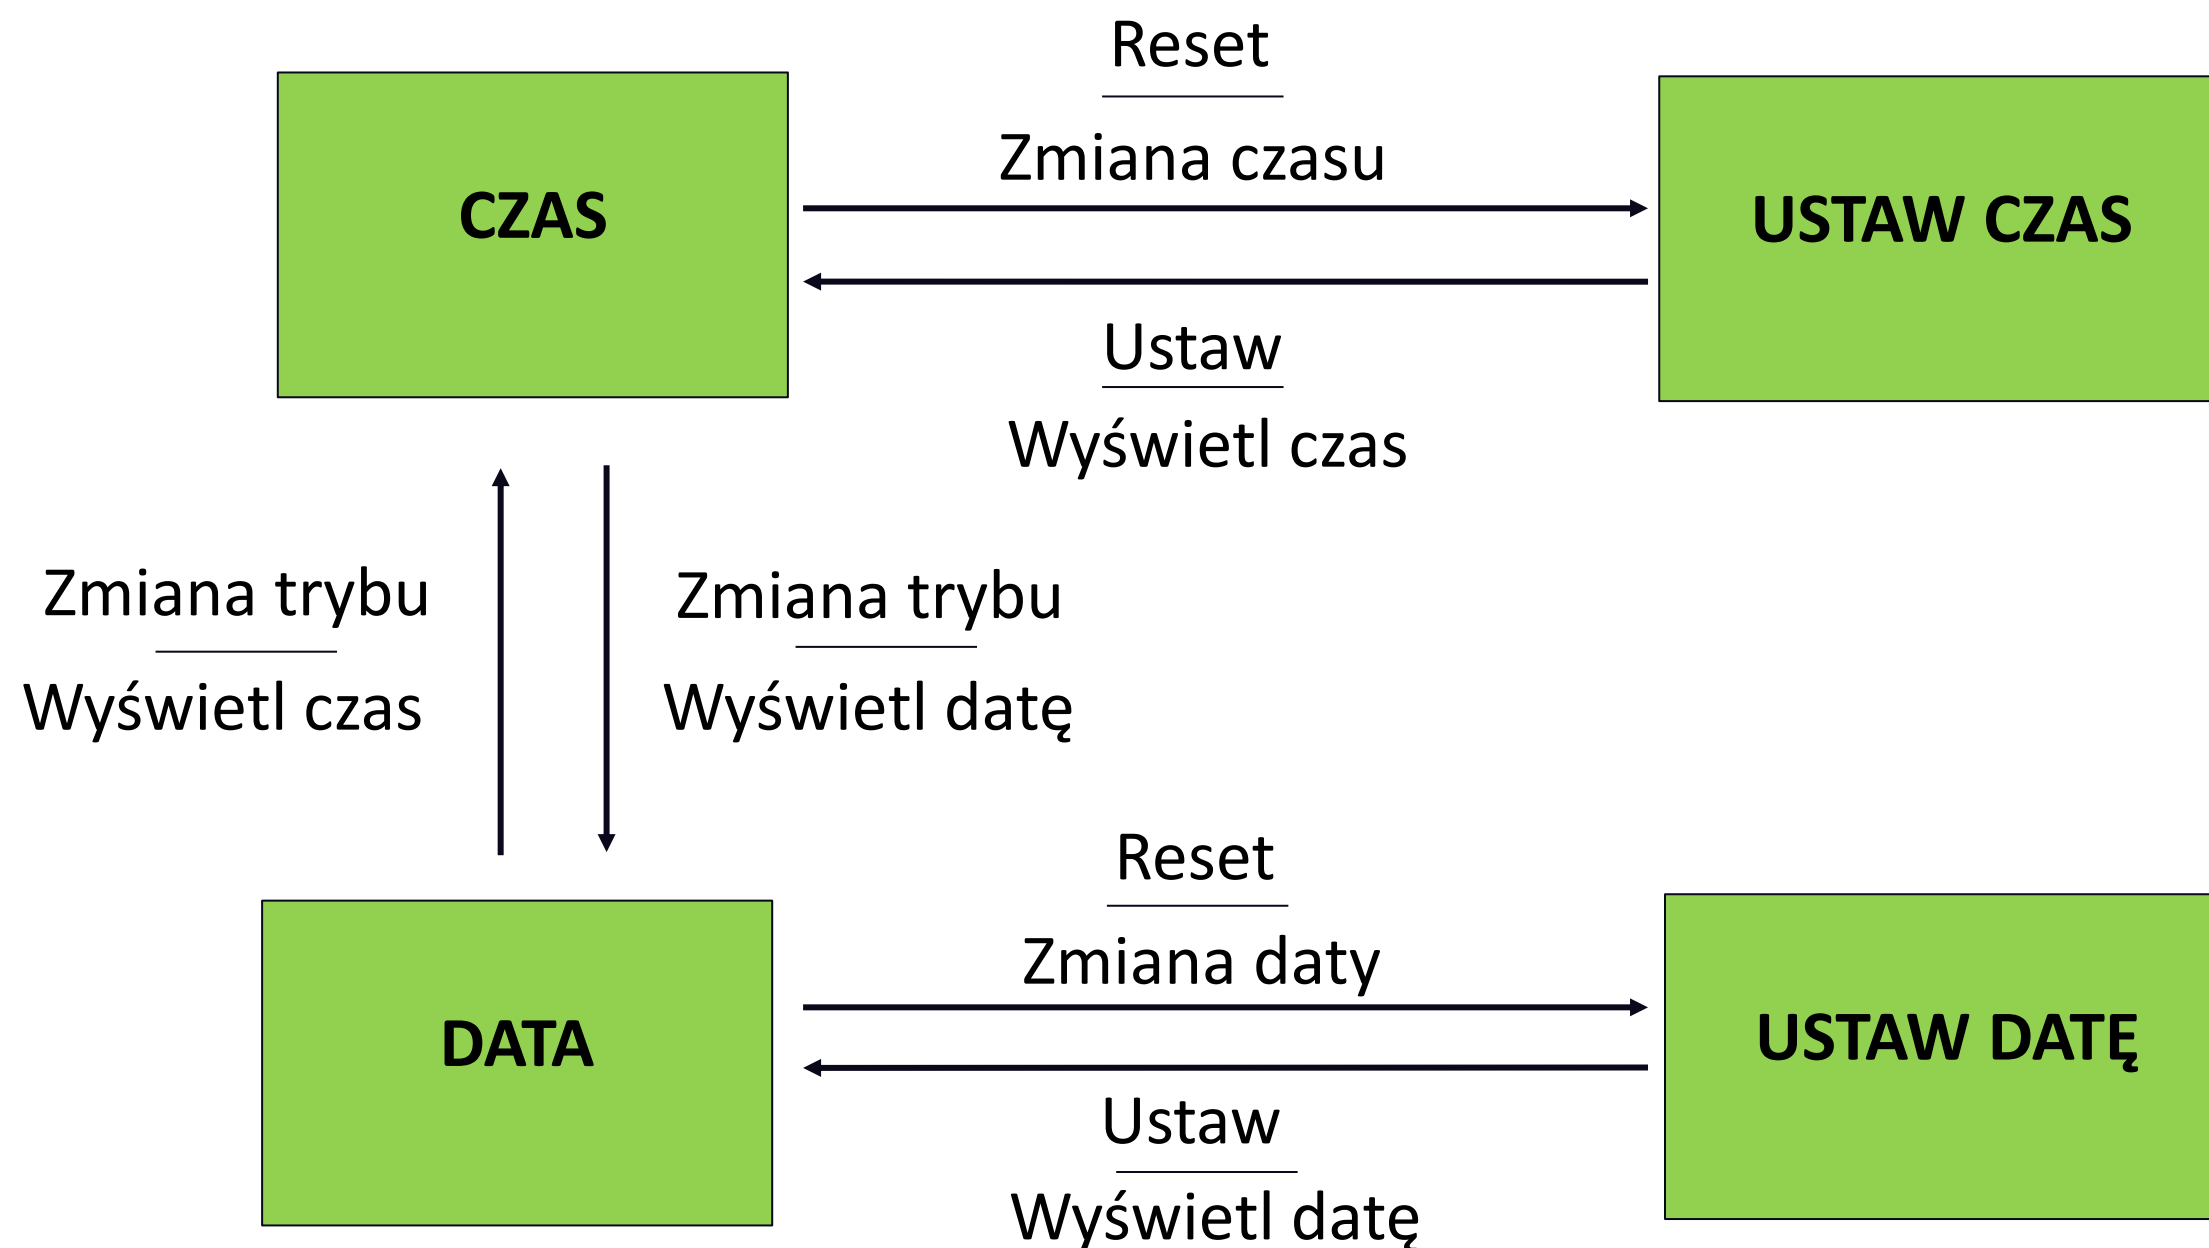 Reset
Zmiana czasu
CZAS
USTAW CZAS
Ustaw
Wyświetl czas
Zmiana trybu
Wyświetl czas
Zmiana trybu
Wyświetl datę
Reset
Zmiana daty
DATA
USTAW DATĘ
Ustaw
Wyświetl datę